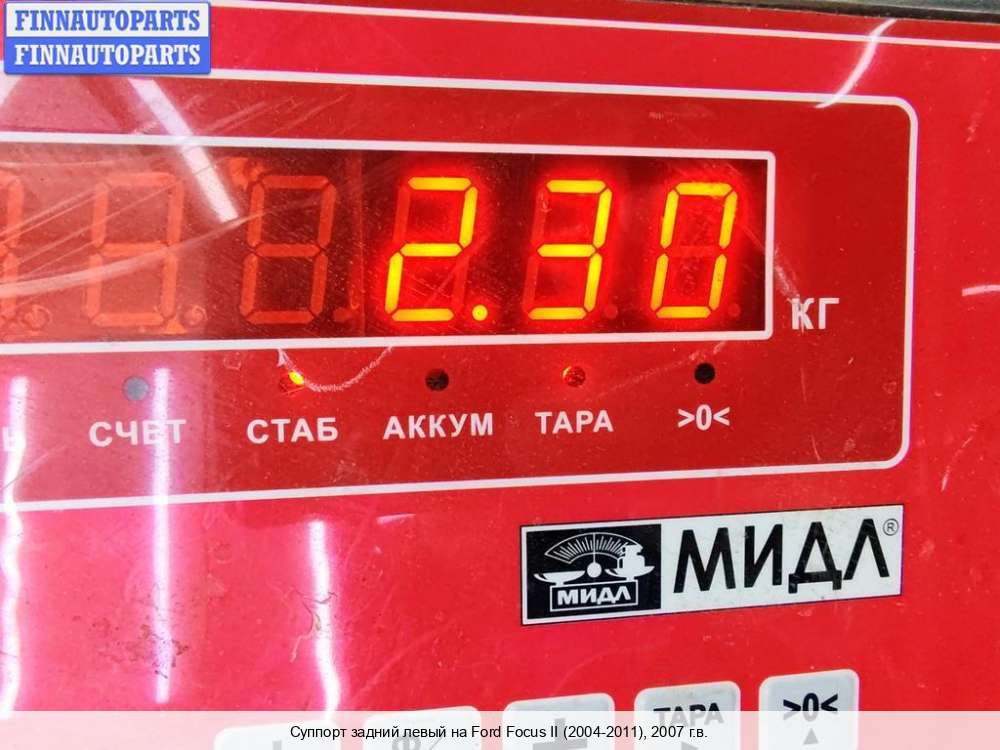 FINNAUTOPARTS
FINNAUTOPARTS
2.30
КГ
СЧЕТ СТАБ АККУМ ТАРА >0<
МИДЛ МИДЛ®
ТАРА >0<
Суппорт задний левый на Ford Focus II (2004-2011), 2007 г.в.